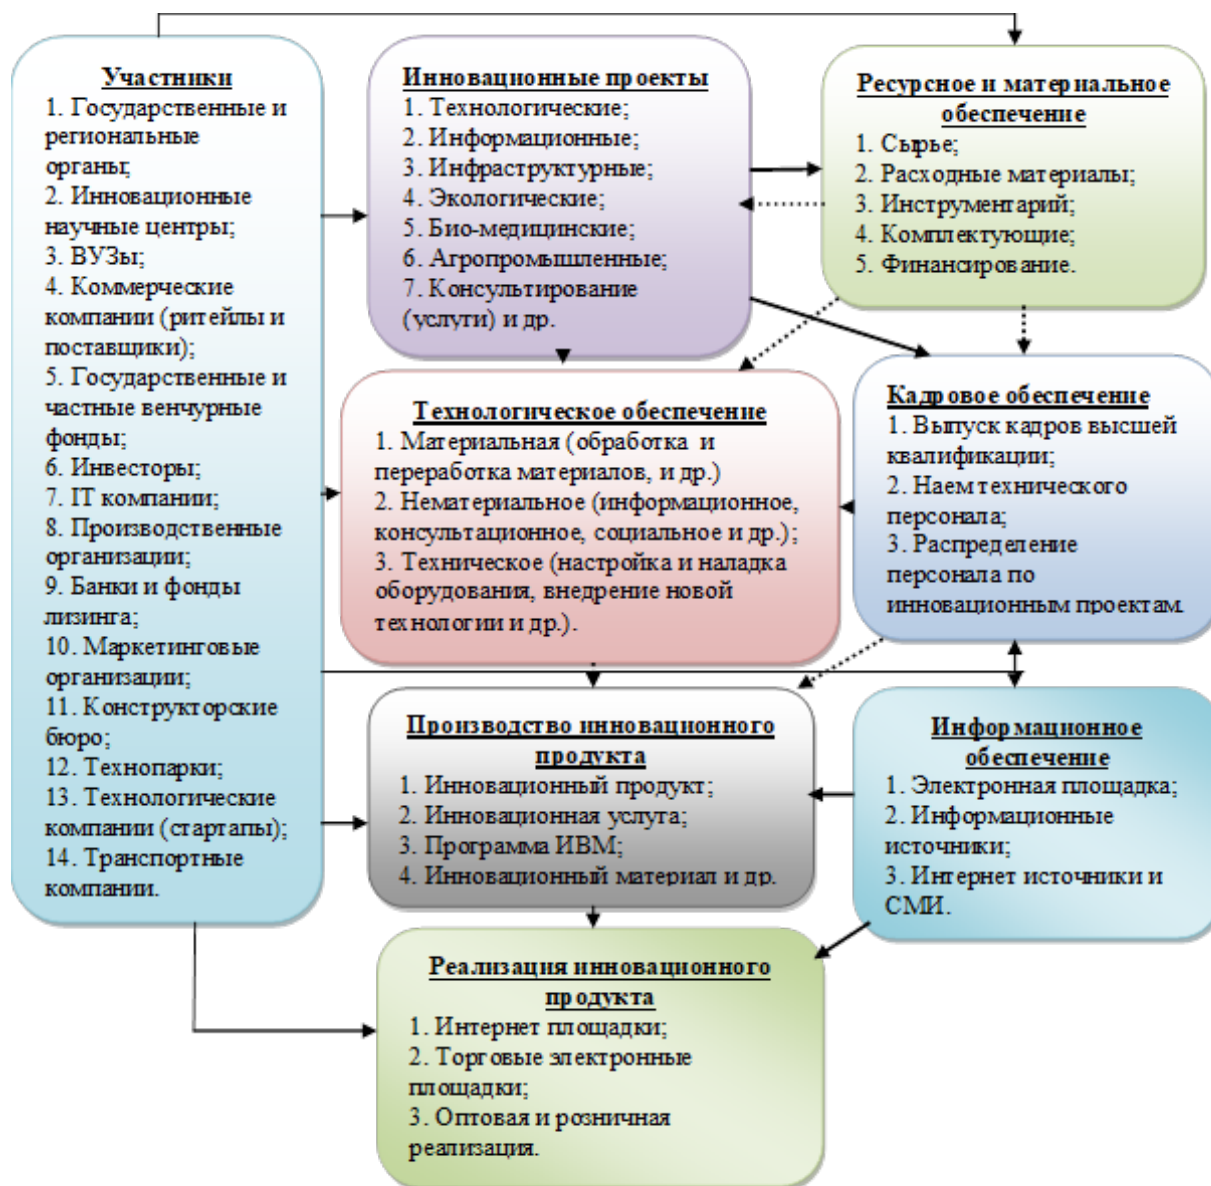 Участники
1. Государственные и
региональные
органы;
2. Инновационные
научные центры;
3. ВУЗы;
4. Коммерческие
компании (ритейлы и
поставщики);
5. Государственные и
частные венчурные
фонды;
6. Инвесторы;
7. IT компании;
8. Производственные
организации;
9. Банки и фонды
лизинга;
10. Маркетинговые
организации;
11. Конструкторские
бюро;
12. Технопарки;
13. Технологические
компании (стартапы);
14. Транспортные
компании.
Инновационные проекты
1. Технологические;
2. Информационные;
3. Инфраструктурные;
4. Экологические;
5. Био-медицинские;
6. Агропромышленные;
7. Консультирование
(услуги) и др.
Ресурсное и материальное
обеспечение
1. Сырье;
2. Расходные материалы;
3. Инструментарий;
4. Комплектующие;
5. Финансирование.
Технологическое обеспечение
1. Материальная (обработка и
переработка материалов, и др.)
2. Нематериальное (информационное,
консультационное, социальное и др.);
3. Техническое (настройка и наладка
оборудования, внедрение новой
технологии и др.).
Кадровое обеспечение
1. Выпуск кадров высшей
квалификации;
2. Наем технического
персонала;
3. Распределение
персонала по
инновационным проектам.
Производство инновационного
продукта
1. Инновационный продукт;
2. Инновационная услуга;
3. Программа ИВМ;
4. Инновационный материал и др.
Информационное
обеспечение
1. Электронная площадка;
2. Информационные
источники;
3. Интернет источники и
СМИ.
Реализация инновационного
продукта
1. Интернет площадки;
2. Торговые электронные
площадки;
3. Оптовая и розничная
реализация.